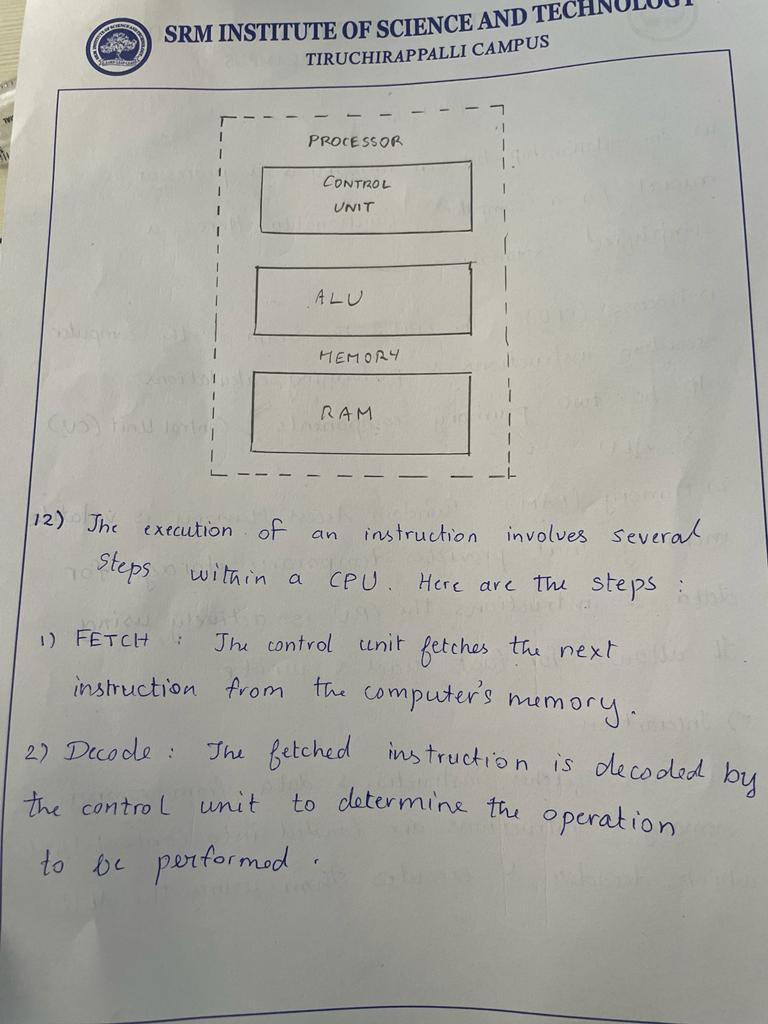 SRM INSTITUTE OF SCIENCE AND TECHNOLOGY
TIRUCHIRAPPALLI CAMPUS
PROCESSOR
CONTROL
UNIT
ALU
MEMORY
RAM
12) The execution of an instruction involves several
steps within a CPU. Here are the steps :
1) FETCH : The control unit fetches the next
instruction from the computer's memory.
2) Decode : The fetched instruction is decoded by
the control unit to determine the operation
to be performed.